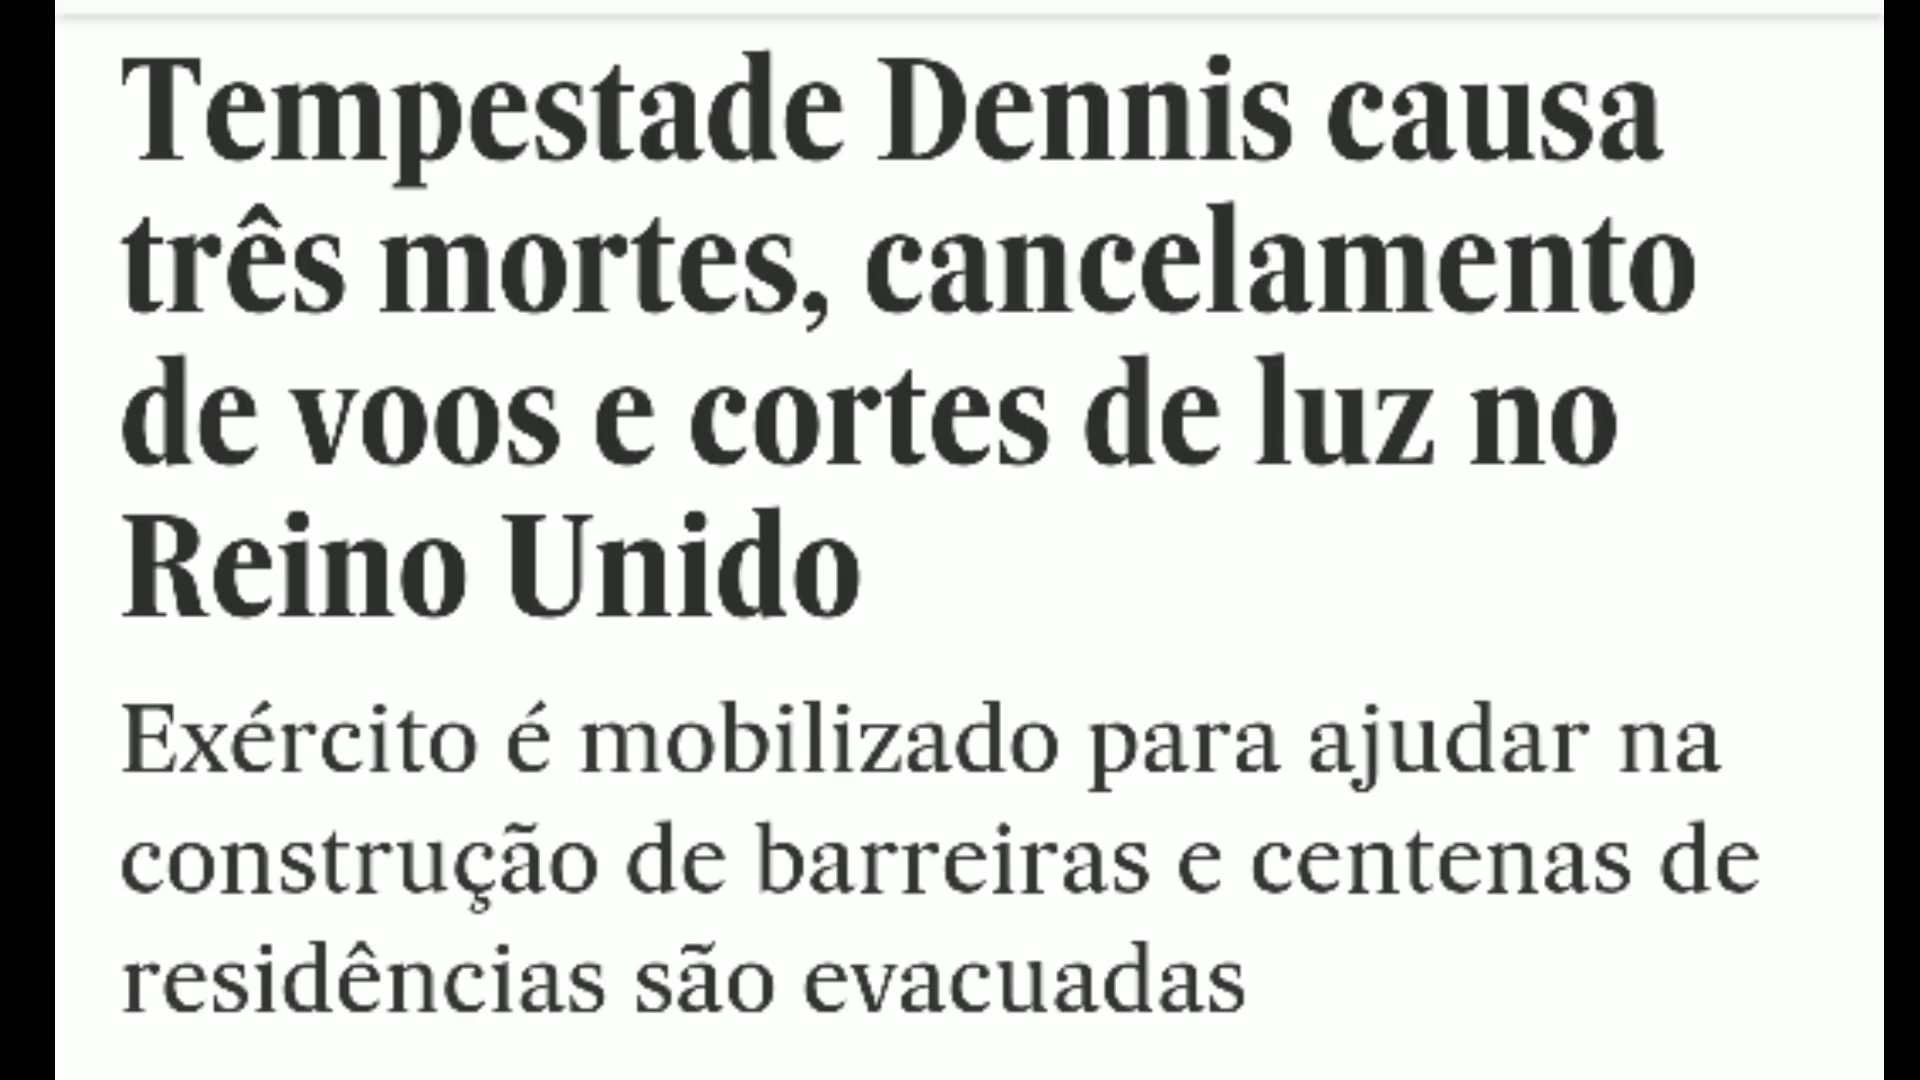 Tempestade Dennis causa
três mortes, cancelamento
de voos e cortes de luz no
Reino Unido
Exército é mobilizado para ajudar na
construção de barreiras e centenas de
residências são evacuadas